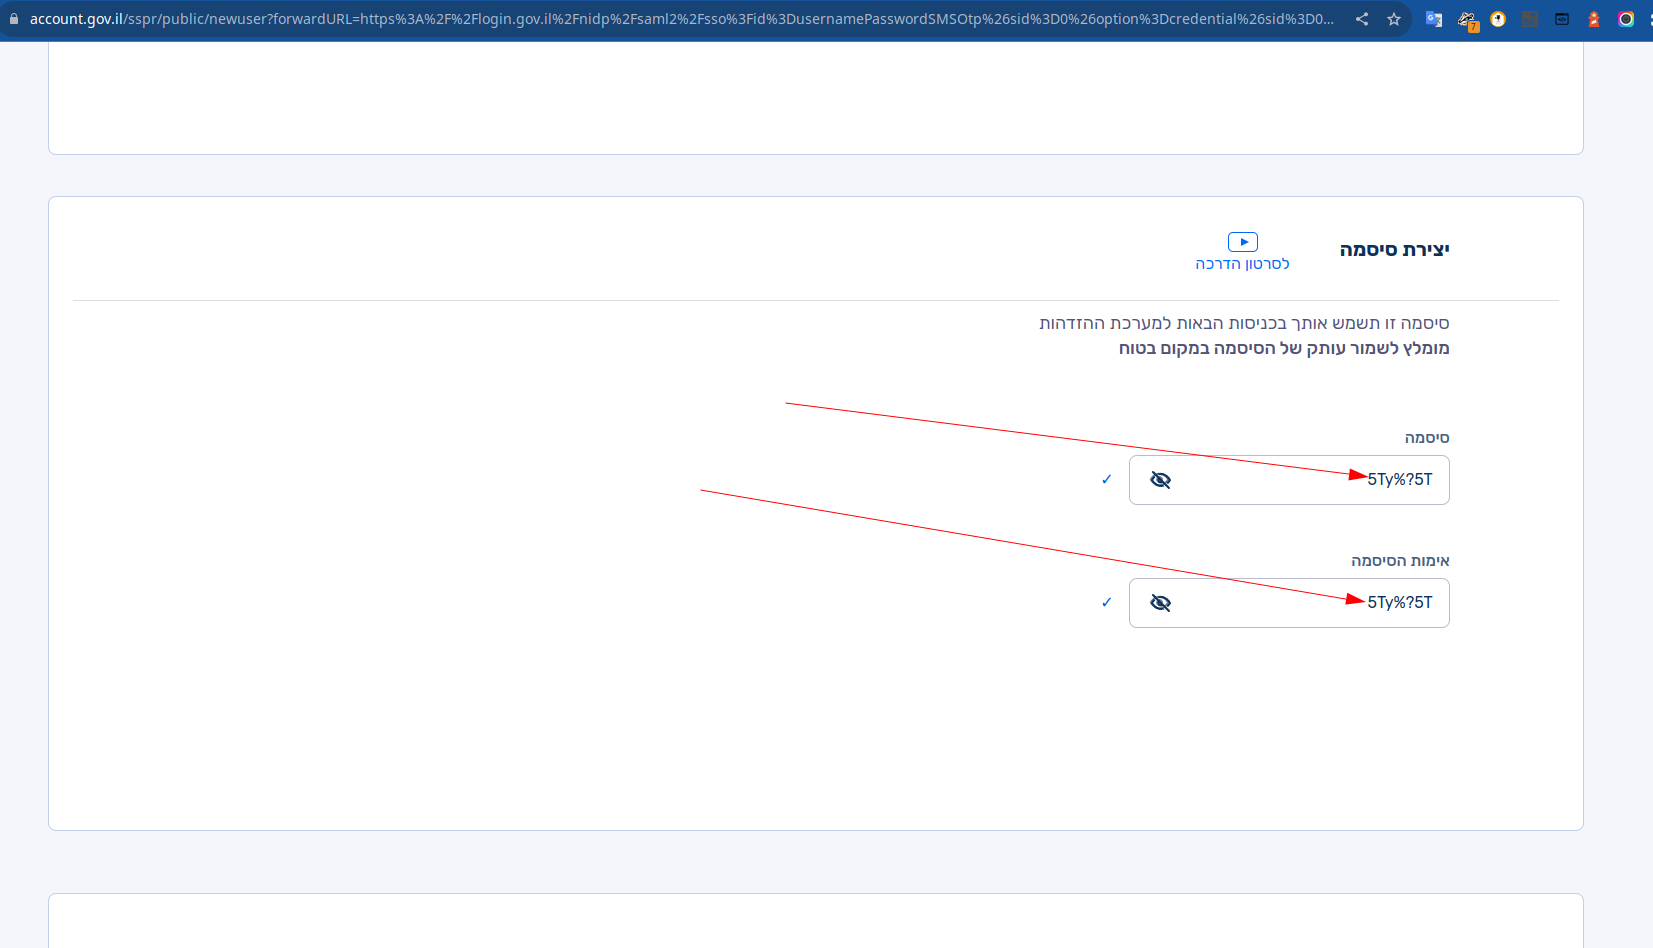 account.gov.il/sspr/public/newuser?forwardURL=https%3A%2F%2Flogin.gov.il%2Fnidp%2Fsaml2%2Fsso%3Fid%3DusernamePasswordSMSOtp%26sid%3D0%26option%3Dcredential%26sid%3D0...
7
יצירת סיסמה
לסרטון הדרכה
סיסמה זו תשמש אותך בכניסות הבאות למערכת ההזדהות
מומלץ לשמור עותק של הסיסמה במקום בטוח
סיסמה
5Ty%?5T
✓
אימות הסיסמה
5Ty%?5T
✓